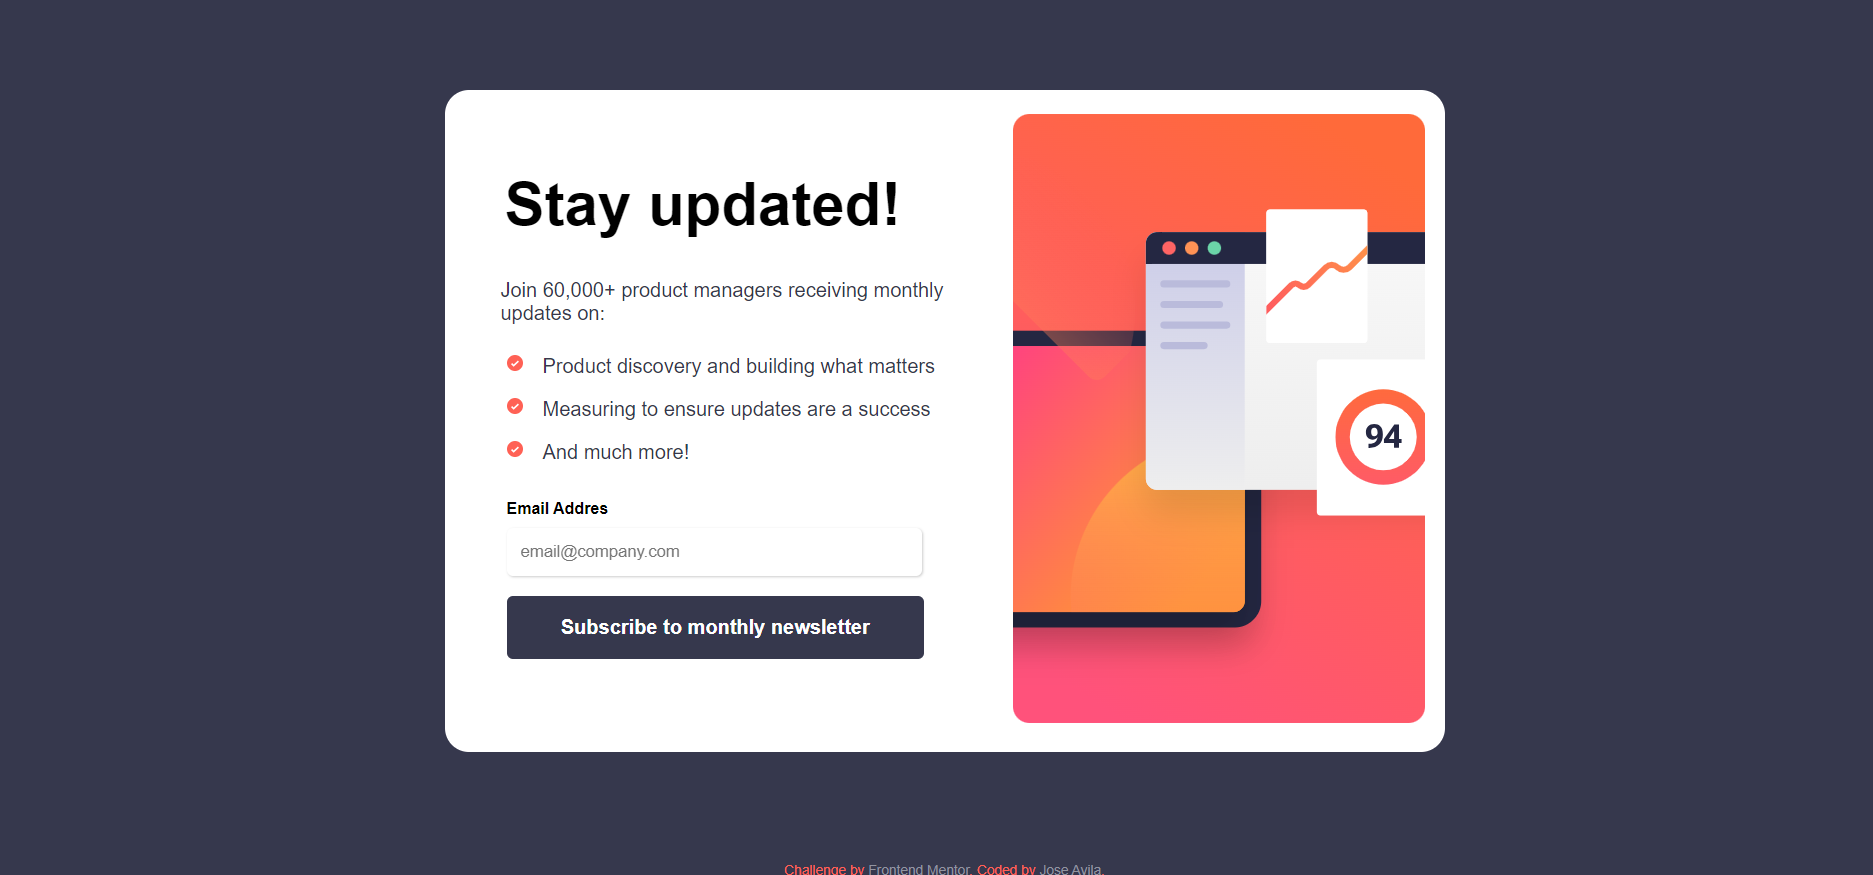 Stay updated!
Join 60,000+ product managers receiving monthly
updates on:
Product discovery and building what matters
Measuring to ensure updates are a success
And much more!
Email Addres
email@company.com
Subscribe to monthly newsletter
94
Challenge by Frontend Mentor. Coded by Jose Avila.